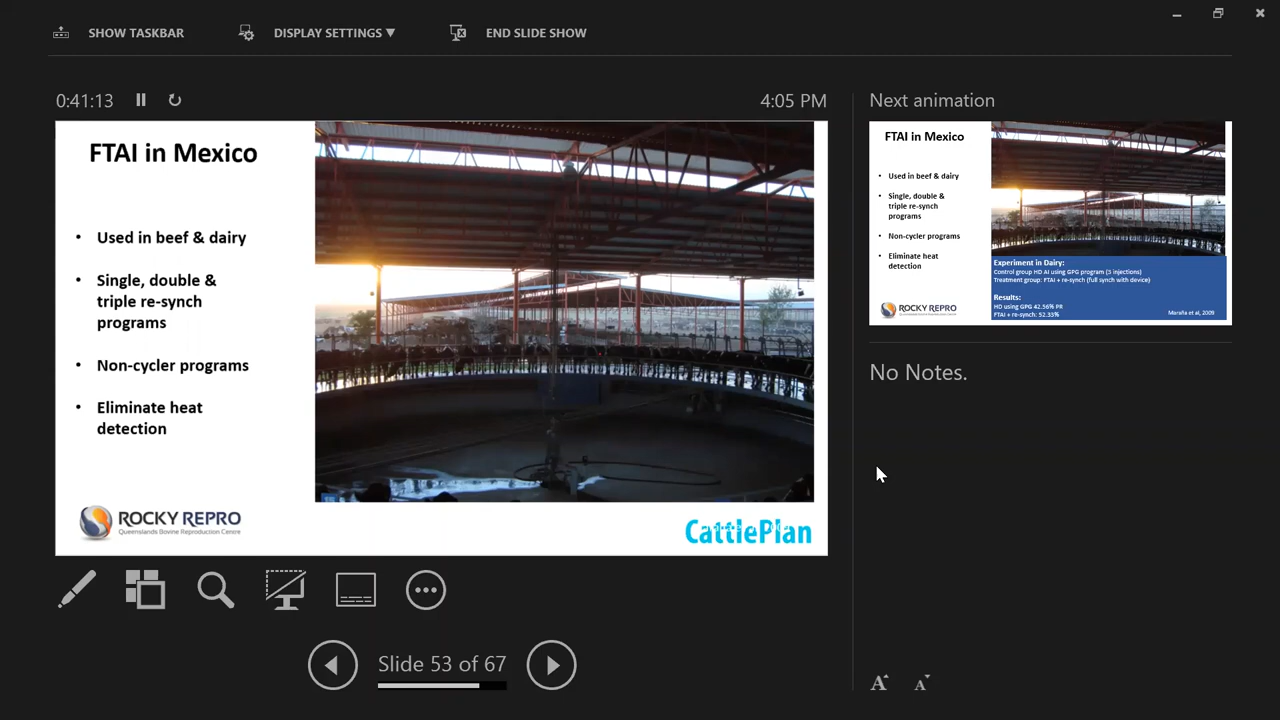 SHOW TASKBAR
DISPLAY SETTINGS ▼
END SLIDE SHOW
0:41:13
4:05 PM
FTAI in Mexico
• Used in beef & dairy
• Single, double &
triple re-synch
programs
• Non-cycler programs
• Eliminate heat
detection
ROCKY REPRO
Queenslands Bovine Reproduction Centre
CattlePlan
Next animation
FTAI in Mexico
• Used in beef & dairy
• Single, double &
triple re-synch
programs
• Non-cycler programs
• Eliminate heat
detection
Experiment in Dairy:
Control group HD AI using GPG program (3 injections)
Treatment group: FTAI + re-synch (full synch with device)
Results:
HD using GPG 42.56% PR
FTAI + re-synch: 52.33%
ROCKY REPRO
No Notes.
Slide 53 of 67
A A